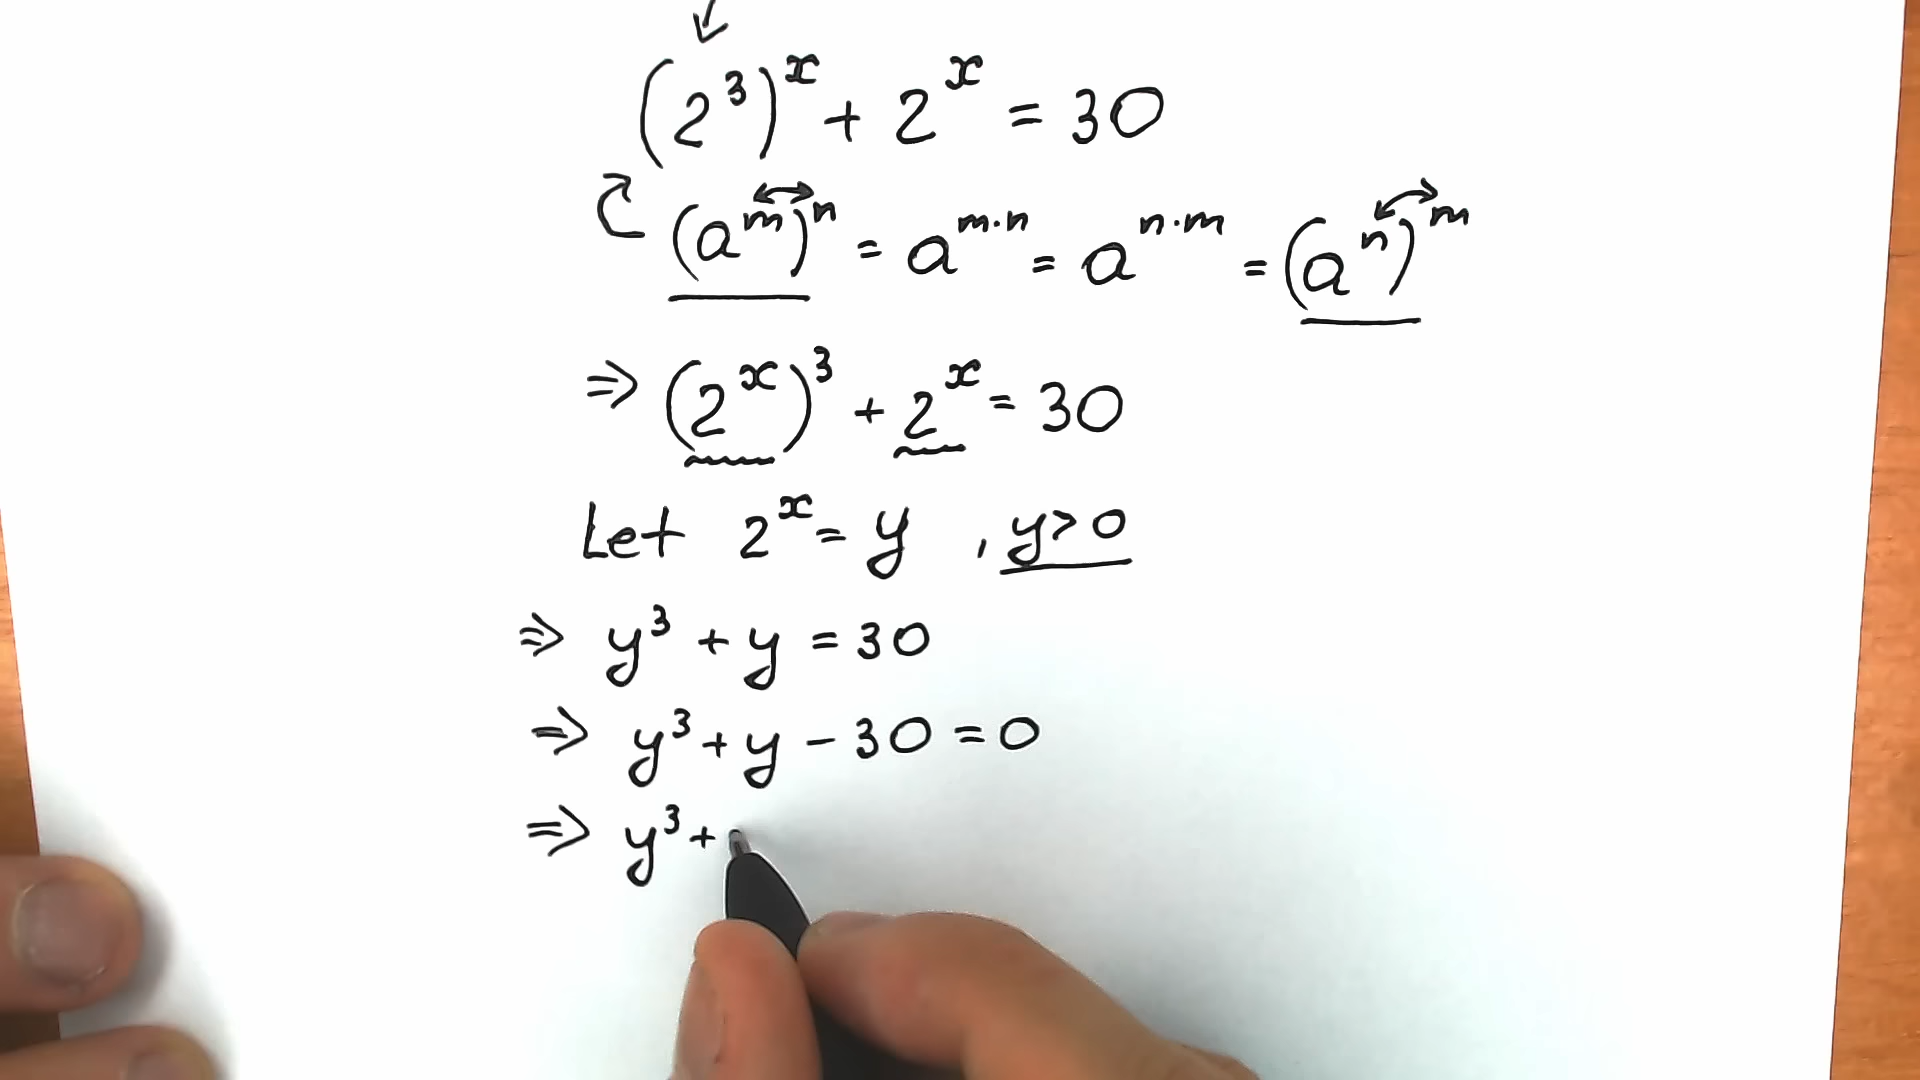 (2³)ˣ + 2ˣ = 30
(aᵐ)ⁿ = aᵐ·ⁿ = aⁿ·ᵐ = (aⁿ)ᵐ
⇒ (2ˣ)³ + 2ˣ = 30
Let 2ˣ = y , y > 0
⇒ y³ + y = 30
⇒ y³ + y − 30 = 0
⇒ y³ +